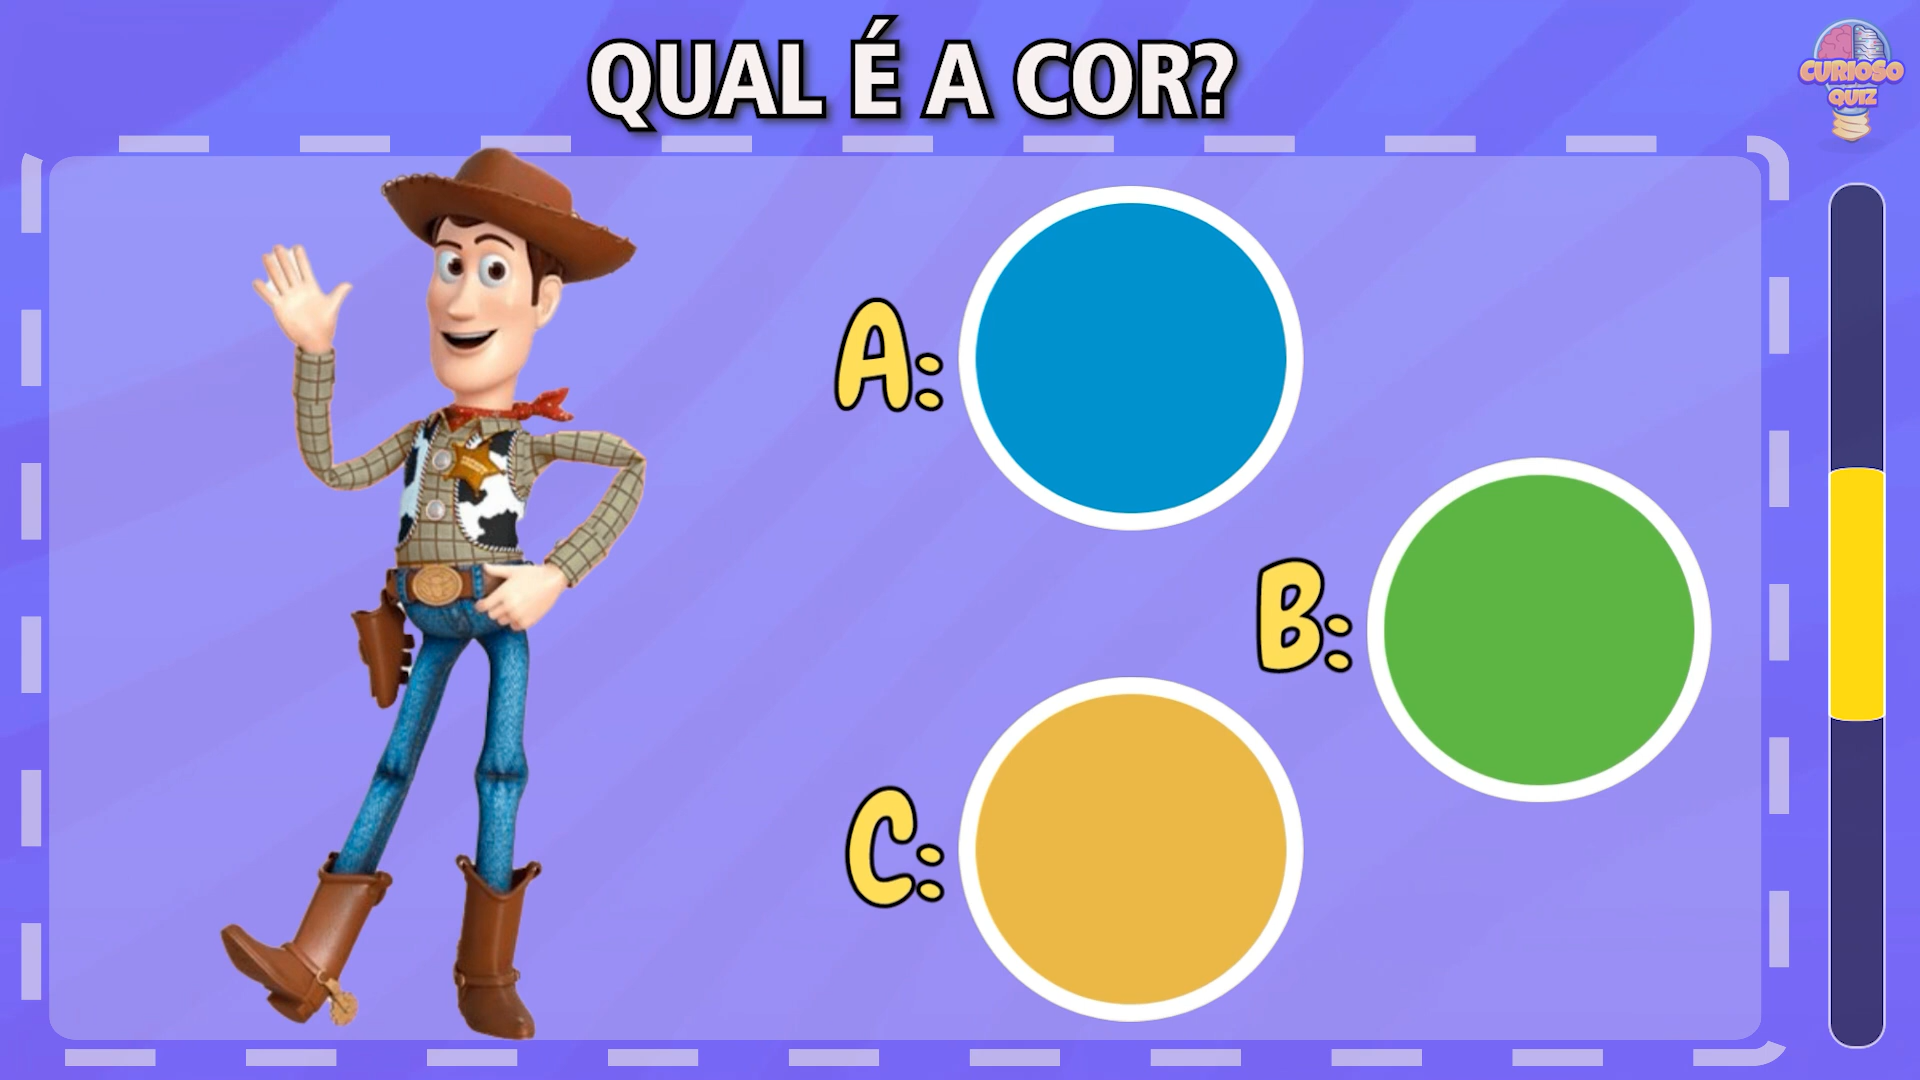 QUAL É A COR?
CURIOSO
QUIZ
A:
B:
C: